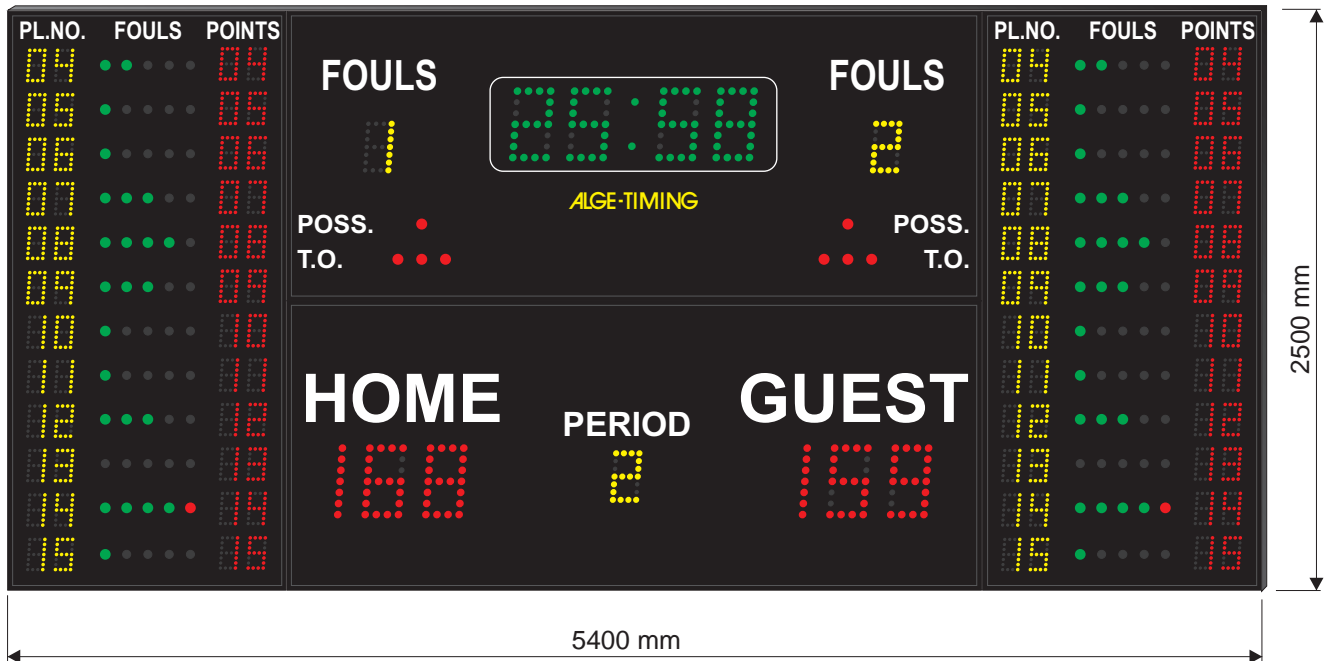 PL.NO. FOULS POINTS
04 04
05 05
06 06
07 07
08 08
09 09
10 10
11 11
12 12
13 13
14 14
15 15
FOULS 25:58 FOULS
1 2
ALGE-TIMING
POSS. POSS.
T.O. T.O.
HOME GUEST
PERIOD
168 2 159
PL.NO. FOULS POINTS
04 04
05 05
06 06
07 07
08 08
09 09
10 10
11 11
12 12
13 13
14 14
15 15
2500 mm
5400 mm